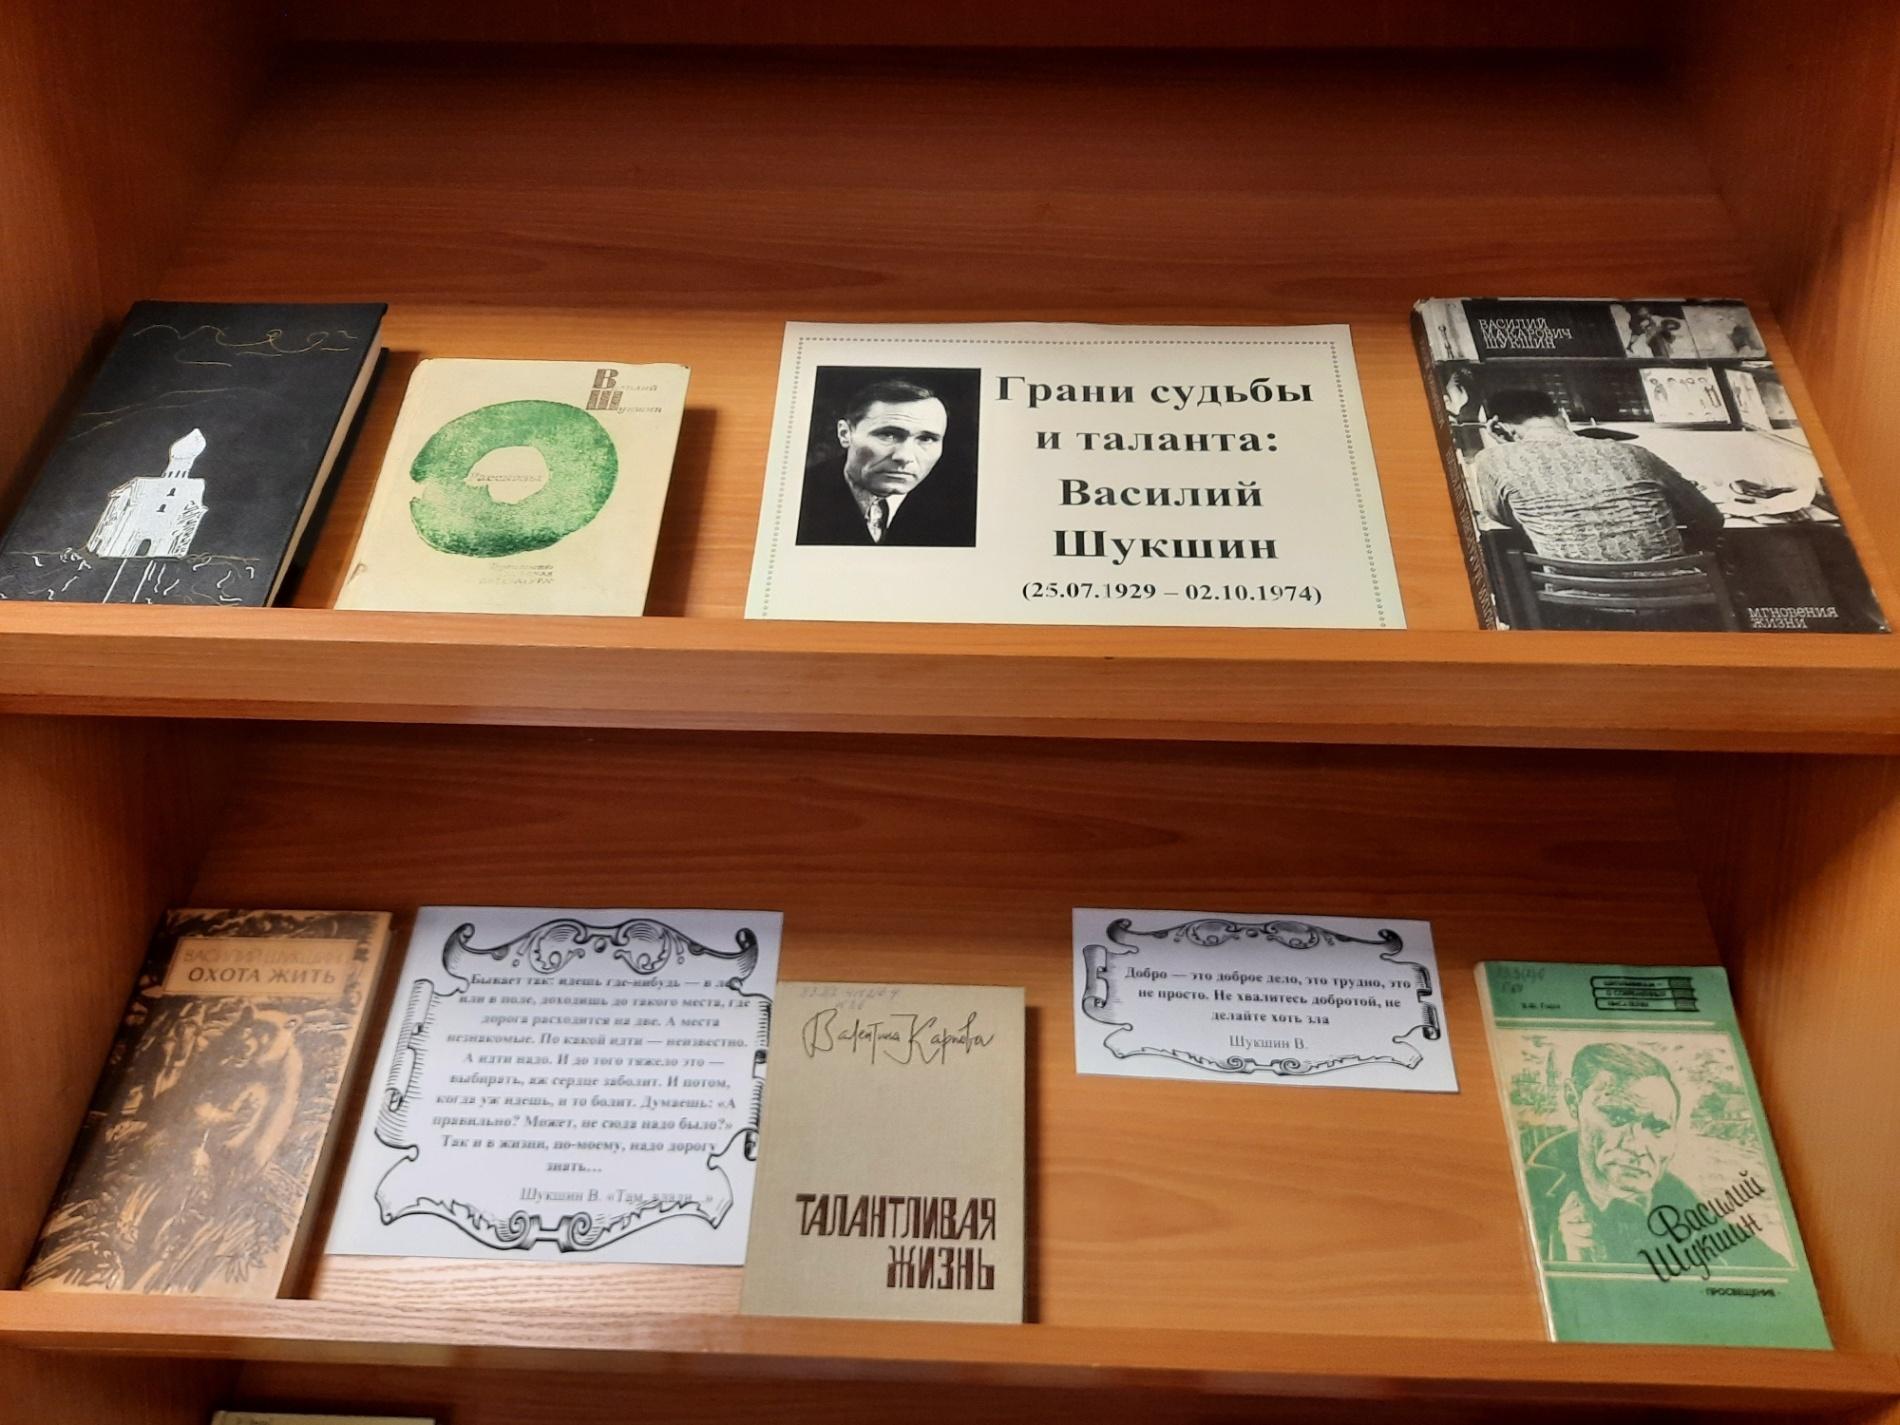 Василий
Шукшин
Рассказы
Грани судьбы
и таланта:
Василий
Шукшин
(25.07.1929 – 02.10.1974)
ВАСИЛИЙ
МАКАРОВИЧ
ШУКШИН
МГНОВЕНИЯ
ЖИЗНИ
ВАСИЛИЙ ШУКШИН
ОХОТА ЖИТЬ
Бывает так: идешь где-нибудь — в
или в поле, доходишь до такого места, где
дорога расходится на две. А места
незнакомые. По какой идти — неизвестно.
А идти надо. И до того тяжело это —
выбирать, аж сердце заболит. И потом,
когда уж идешь, и то болит. Думаешь: «А
правильно? Может, не сюда надо было?»
Так и в жизни, по-моему, надо дорогу
знать…
Шукшин В. «Там, вдали...»
Валентина Карпова
ТАЛАНТЛИВАЯ
ЖИЗНЬ
Добро — это доброе дело, это трудно, это
не просто. Не хвалитесь добротой, не
делайте хоть зла
Шукшин В.
Василий
Шукшин
·ПРОСВЕЩЕНИЕ·